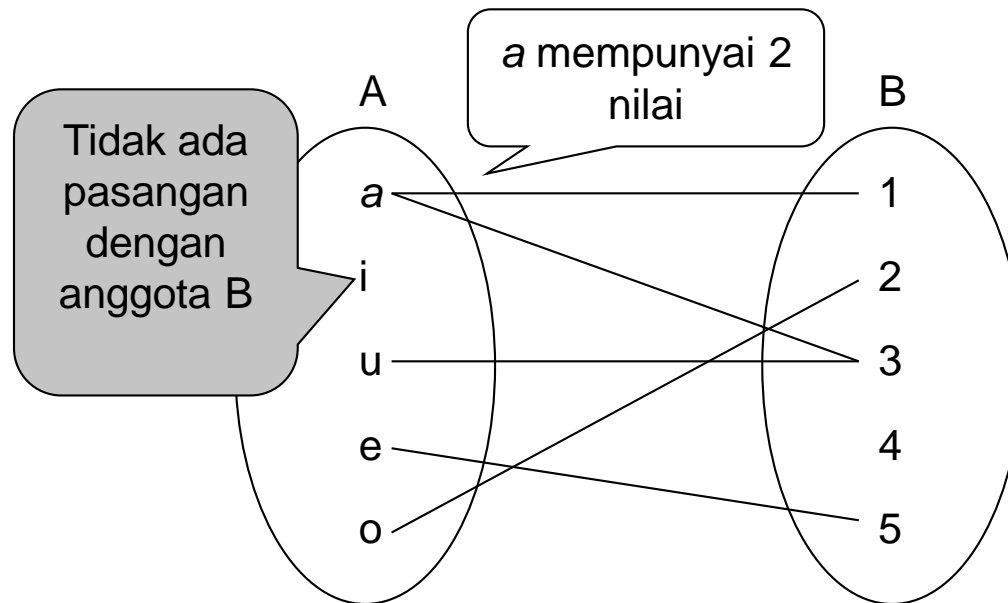 a mempunyai 2
nilai
A
B
Tidak ada
pasangan
dengan
anggota B
a
1
i
2
u
3
e
4
o
5